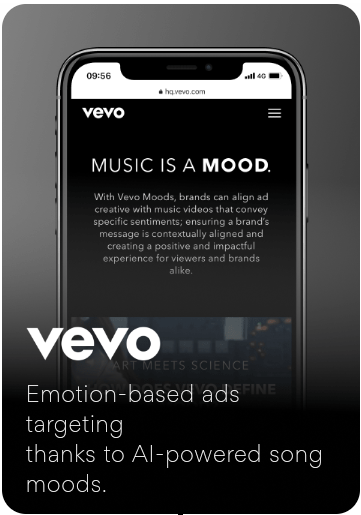 09:56
4G
hq.vevo.com
vevo
MUSIC IS A MOOD.
With Vevo Moods, brands can align ad
creative with music videos that convey
specific sentiments; ensuring a brand's
message is contextually aligned and
creating a positive and impactful
experience for viewers and brands
alike.
vevo
ART MEETS SCIENCE
HOW DOES VEVO DEFINE
Emotion-based ads
targeting
thanks to AI-powered song
moods.